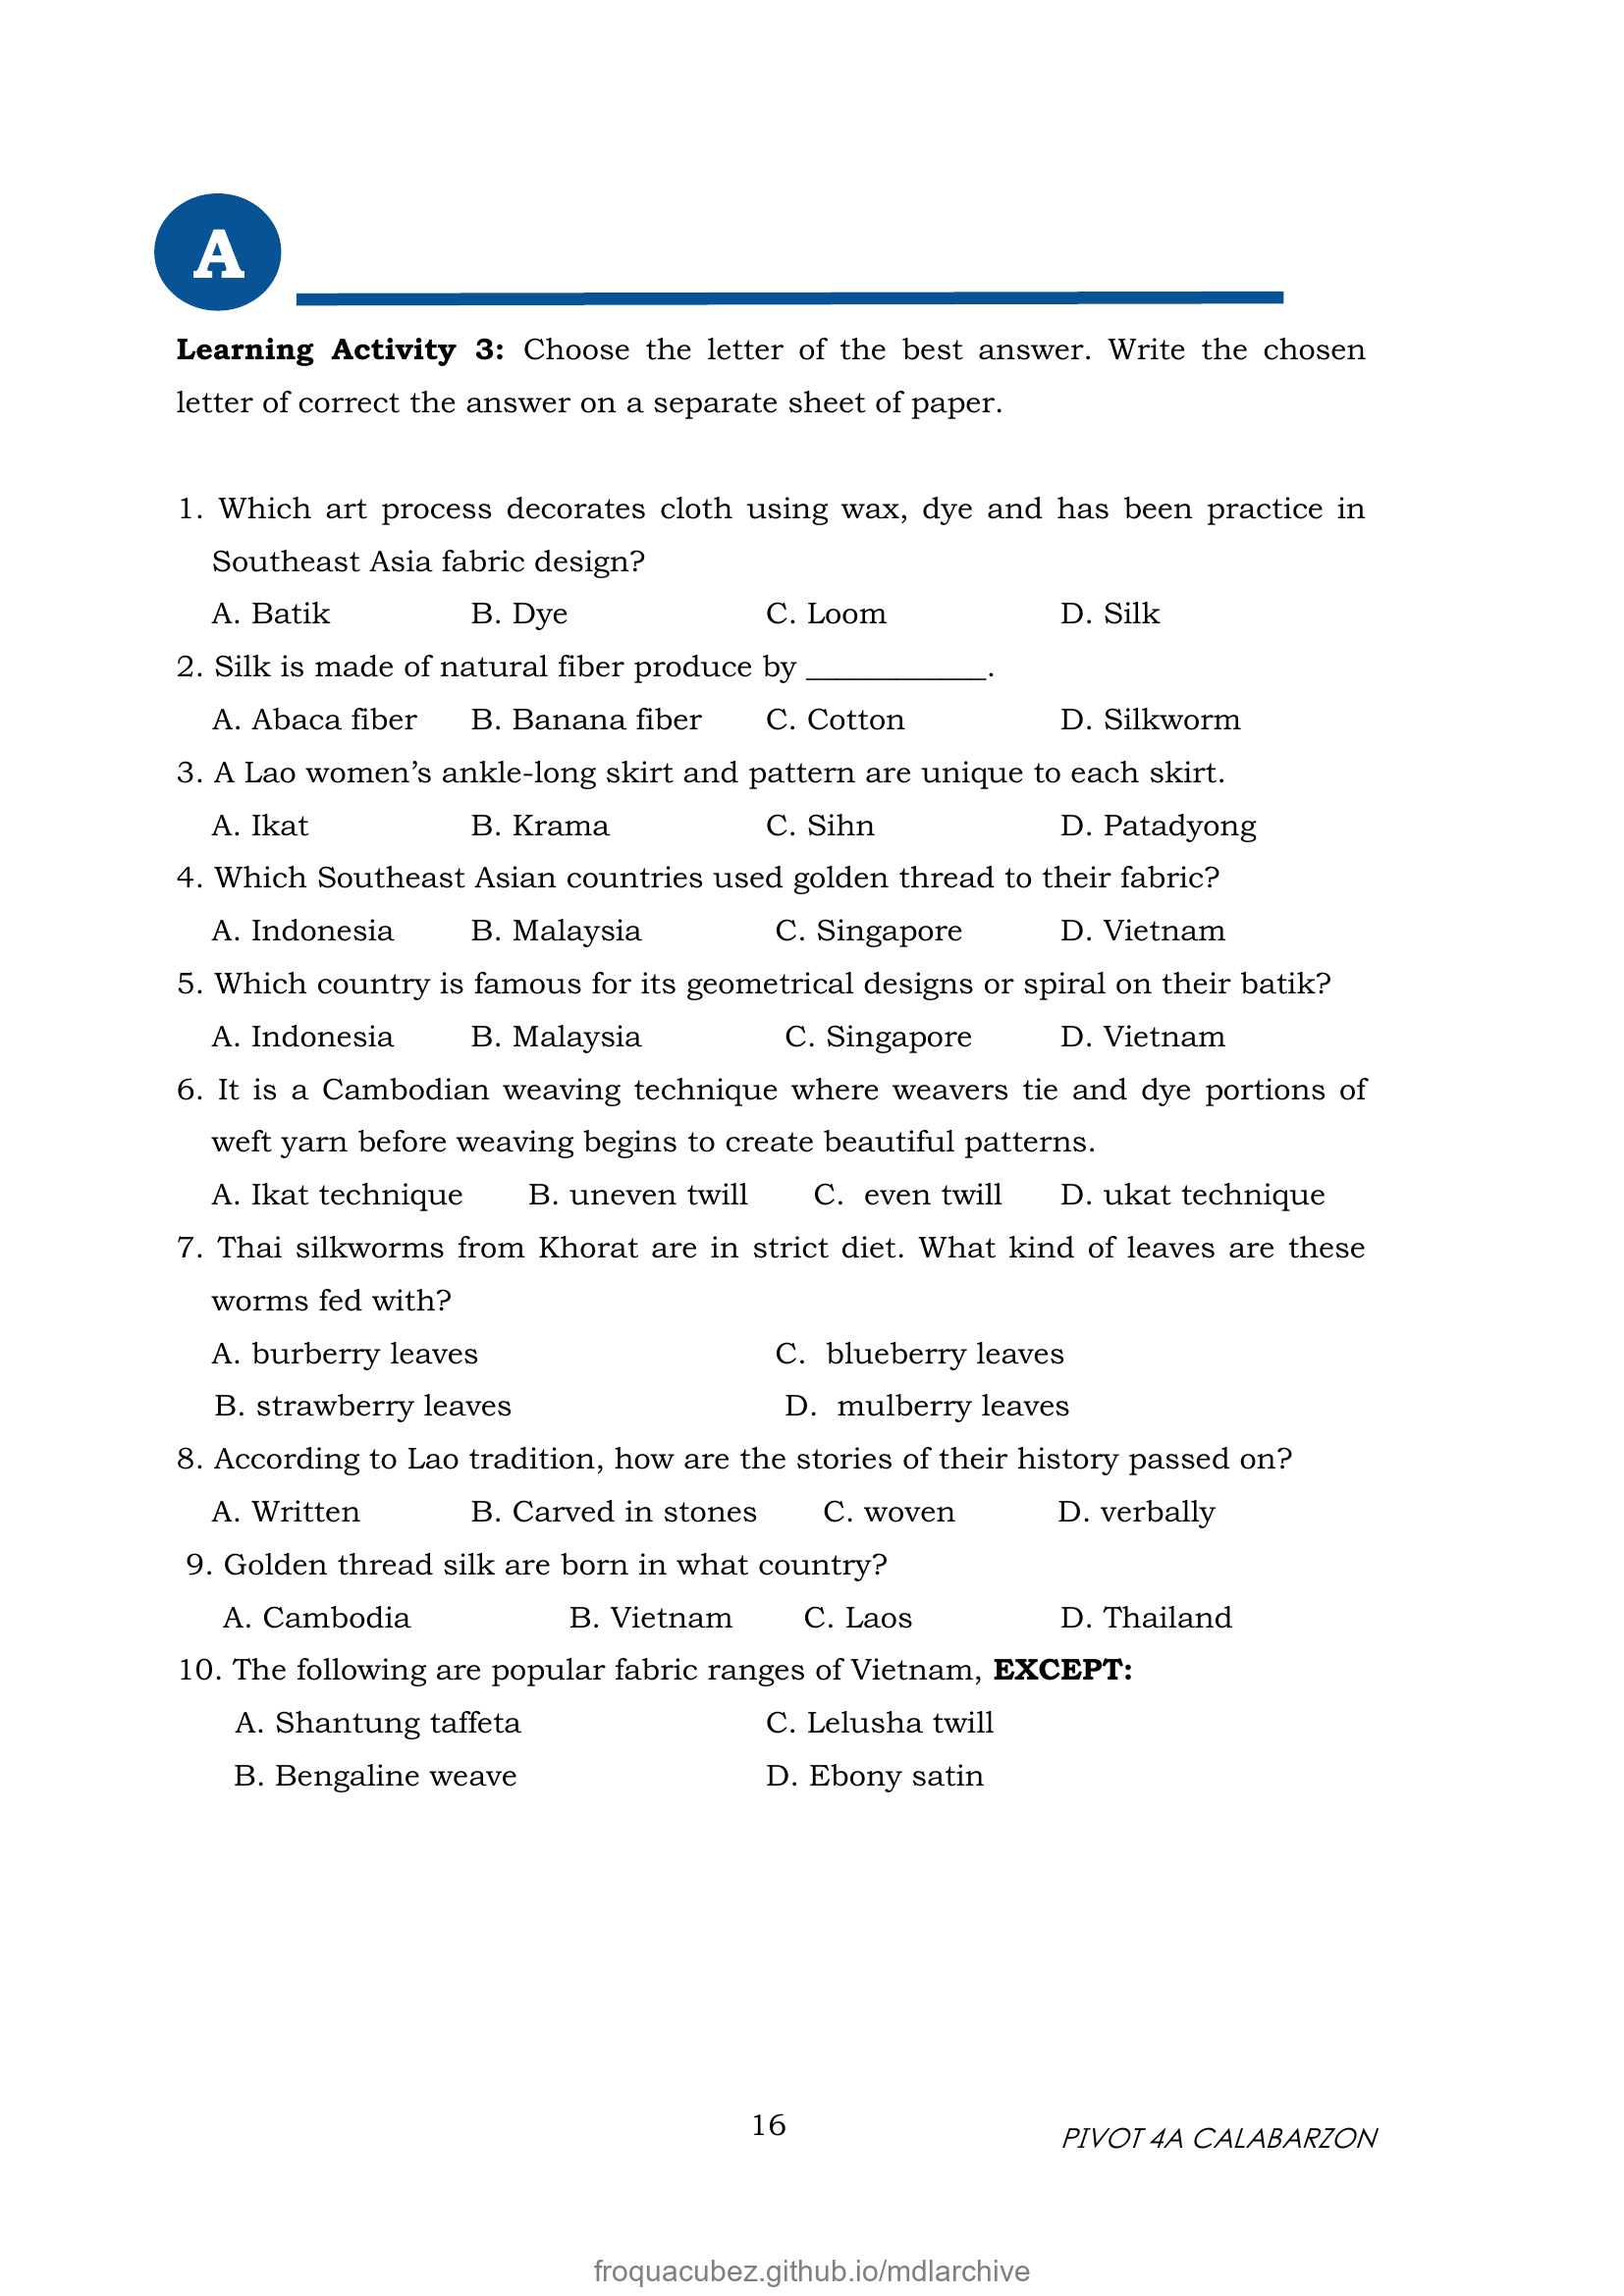 A
Learning Activity 3: Choose the letter of the best answer. Write the chosen
letter of correct the answer on a separate sheet of paper.
1. Which art process decorates cloth using wax, dye and has been practice in
Southeast Asia fabric design?
A. Batik B. Dye C. Loom D. Silk
2. Silk is made of natural fiber produce by ____________.
A. Abaca fiber B. Banana fiber C. Cotton D. Silkworm
3. A Lao women’s ankle-long skirt and pattern are unique to each skirt.
A. Ikat B. Krama C. Sihn D. Patadyong
4. Which Southeast Asian countries used golden thread to their fabric?
A. Indonesia B. Malaysia C. Singapore D. Vietnam
5. Which country is famous for its geometrical designs or spiral on their batik?
A. Indonesia B. Malaysia C. Singapore D. Vietnam
6. It is a Cambodian weaving technique where weavers tie and dye portions of
weft yarn before weaving begins to create beautiful patterns.
A. Ikat technique B. uneven twill C. even twill D. ukat technique
7. Thai silkworms from Khorat are in strict diet. What kind of leaves are these
worms fed with?
A. burberry leaves C. blueberry leaves
B. strawberry leaves D. mulberry leaves
8. According to Lao tradition, how are the stories of their history passed on?
A. Written B. Carved in stones C. woven D. verbally
9. Golden thread silk are born in what country?
A. Cambodia B. Vietnam C. Laos D. Thailand
10. The following are popular fabric ranges of Vietnam, EXCEPT:
A. Shantung taffeta C. Lelusha twill
B. Bengaline weave D. Ebony satin
16
PIVOT 4A CALABARZON
froquacubez.github.io/mdlarchive